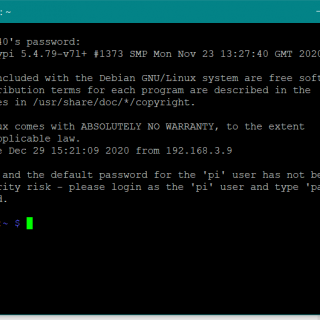 : ~
40's password:
ypi 5.4.79-v7l+ #1373 SMP Mon Nov 23 13:27:40 GMT 2020
ncluded with the Debian GNU/Linux system are free soft
ribution terms for each program are described in the
es in /usr/share/doc/*/copyright.
ux comes with ABSOLUTELY NO WARRANTY, to the extent
pplicable law.
e Dec 29 15:21:09 2020 from 192.168.3.9
and the default password for the 'pi' user has not be
rity risk - please login as the 'pi' user and type 'pa
d.
:~ $